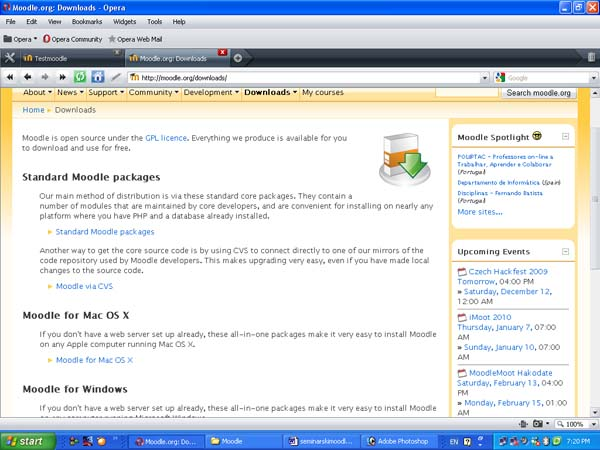 Moodle.org: Downloads - Opera
File Edit View Bookmarks Widgets Tools Help
Opera Opera Community Opera Web Mail
Testmoodle Moodle.org: Downloads
http://moodle.org/downloads/ Google
About News Support Community Development Downloads My courses Search moodle.org
Home Downloads
Moodle is open source under the GPL licence. Everything we produce is available for you
to download and use for free.
Standard Moodle packages
Our main method of distribution is via these standard core packages. They contain a
number of modules that are maintained by core developers, and are convenient for installing on nearly any
platform where you have PHP and a database already installed.
Standard Moodle packages
Another way to get the core source code is by using CVS to connect directly to one of our mirrors of the
code repository used by Moodle developers. This makes upgrading very easy, even if you have made local
changes to the source code.
Moodle via CVS
Moodle for Mac OS X
If you don't have a web server set up already, these all-in-one packages make it very easy to install Moodle
on any Apple computer running Mac OS X.
Moodle for Mac OS X
Moodle for Windows
If you don't have a web server set up already, these all-in-one packages make it very easy to install Moodle
on any computer running Microsoft Windows.
Moodle Spotlight
POLIPTAC - Professores on-line a
Trabalhar, Aprender e Colaborar
(Portugal)
Departamento de Informática (Spain)
Disciplinas - Fernando Batista
(Portugal)
More sites...
Upcoming Events
Czech Hackfest 2009
Tomorrow, 04:00 PM
» Saturday, December 12,
12:00 AM
iMoot 2010
Thursday, January 7, 07:00
AM
» Sunday, January 10, 07:00
AM
MoodleMoot Hakodate
Saturday, February 13, 04:00
PM
» Monday, February 15, 01:00
AM
100%
start Moodle.org: Do... Moodle seminarskimoodl... Adobe Photoshop EN 7:20 PM